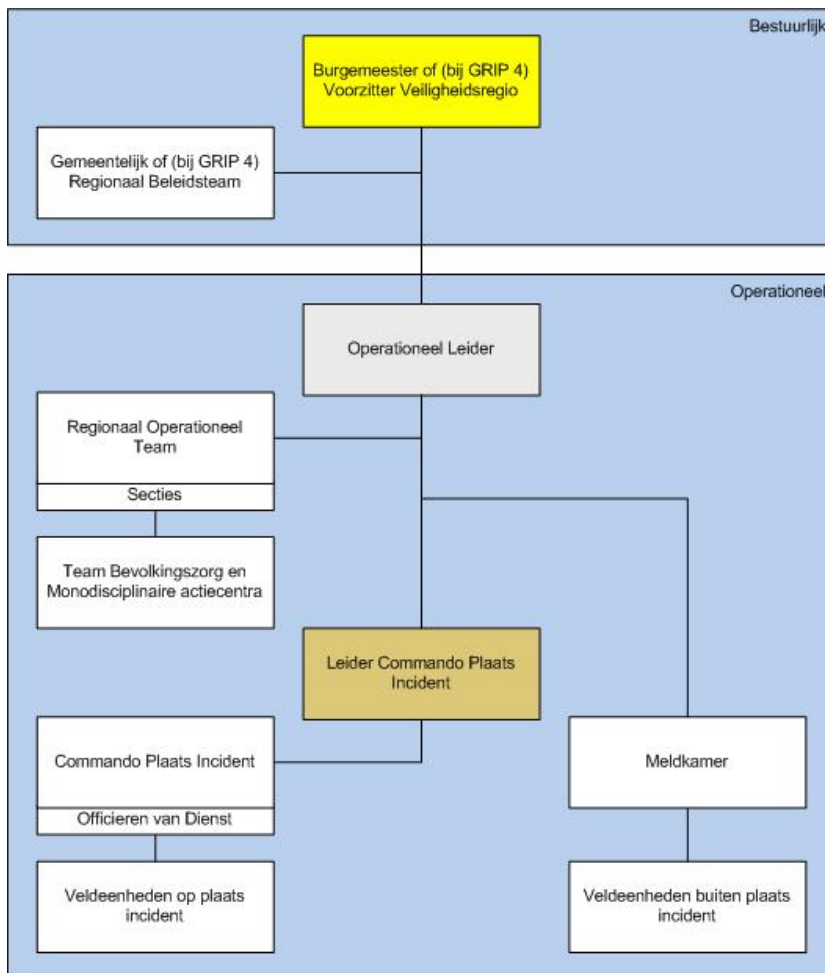 Bestuurlijk
Burgemeester of (bij GRIP 4)
Voorzitter Veiligheidsregio
Gemeentelijk of (bij GRIP 4)
Regionaal Beleidsteam
Operationeel
Operationeel Leider
Regionaal Operationeel
Team
Secties
Team Bevolkingszorg en
Monodisciplinaire actiecentra
Leider Commando Plaats
Incident
Commando Plaats Incident
Officieren van Dienst
Meldkamer
Veldeenheden op plaats
incident
Veldeenheden buiten plaats
incident